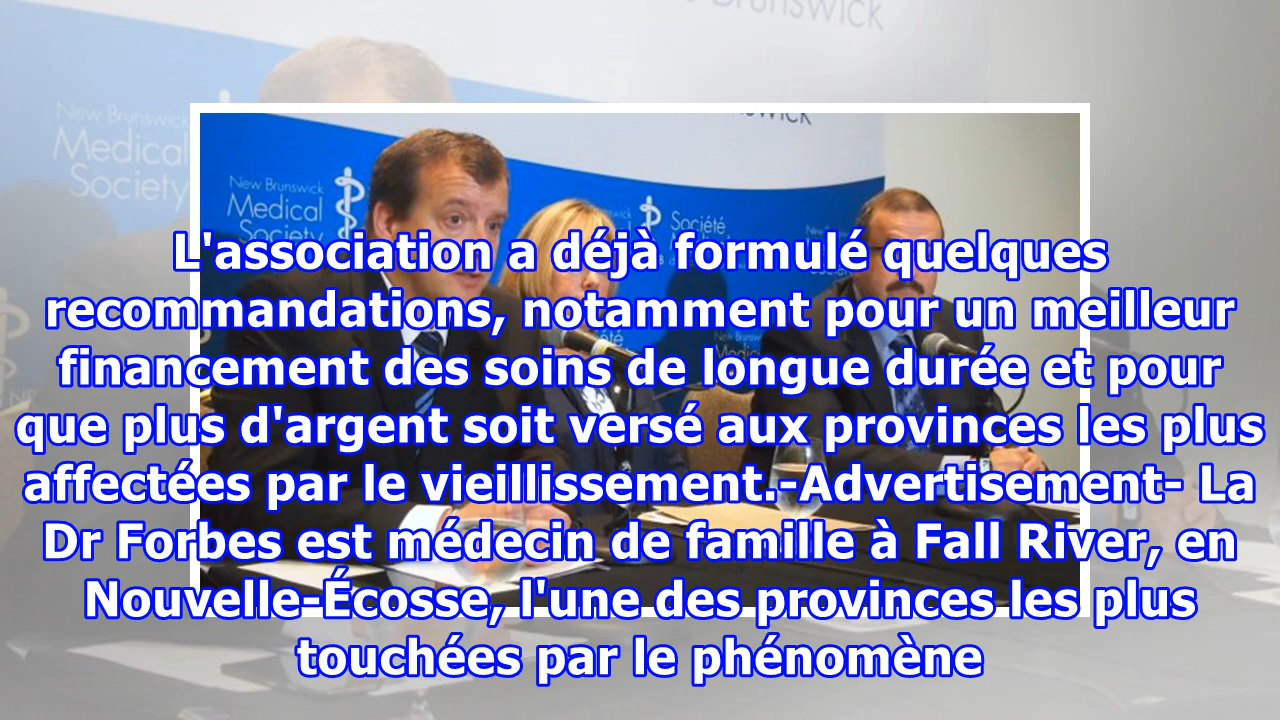 Brunswick
New Brunswick
Medical
Society
New Brunswick
Medical
Society
Société
L'association a déjà formulé quelques
recommandations, notamment pour un meilleur
financement des soins de longue durée et pour
que plus d'argent soit versé aux provinces les plus
affectées par le vieillissement.-Advertisement- La
Dr Forbes est médecin de famille à Fall River, en
Nouvelle-Écosse, l'une des provinces les plus
touchées par le phénomène